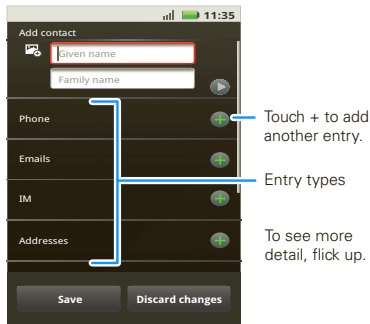 11:35
Add contact
Given name
Family name
Phone
Touch + to add
another entry.
Emails
Entry types
IM
Addresses
To see more
detail, flick up.
Save
Discard changes